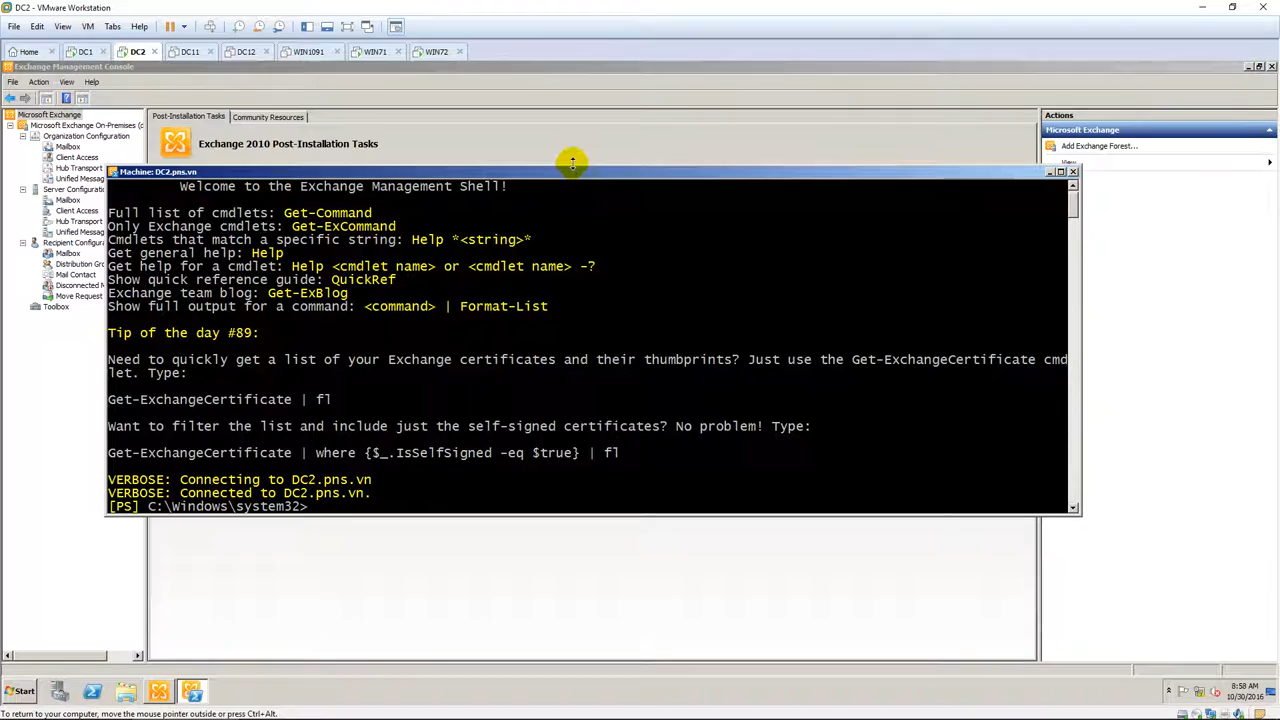 DC2 - VMware Workstation
File Edit View VM Tabs Help
Home DC1 DC2 DC11 DC12 WIN1091 WIN71 WIN72
Exchange Management Console
File Action View Help
Microsoft Exchange
Microsoft Exchange On-Premises (c
Organization Configuration
Mailbox
Client Access
Hub Transport
Unified Messag
Server Configuratio
Mailbox
Client Access
Hub Transport
Unified Messag
Recipient Configura
Mailbox
Distribution Gro
Mail Contact
Disconnected M
Move Request
Toolbox
Post-Installation Tasks Community Resources
Exchange 2010 Post-Installation Tasks
Actions
Microsoft Exchange
Add Exchange Forest...
View
Machine: DC2.pns.vn
Welcome to the Exchange Management Shell!
Full list of cmdlets: Get-Command
Only Exchange cmdlets: Get-ExCommand
Cmdlets that match a specific string: Help *<string>*
Get general help: Help
Get help for a cmdlet: Help <cmdlet name> or <cmdlet name> -?
Show quick reference guide: QuickRef
Exchange team blog: Get-ExBlog
Show full output for a command: <command> | Format-List
Tip of the day #89:
Need to quickly get a list of your Exchange certificates and their thumbprints? Just use the Get-ExchangeCertificate cmd
let. Type:
Get-ExchangeCertificate | fl
Want to filter the list and include just the self-signed certificates? No problem! Type:
Get-ExchangeCertificate | where {$_.IsSelfSigned -eq $true} | fl
VERBOSE: Connecting to DC2.pns.vn
VERBOSE: Connected to DC2.pns.vn.
[PS] C:\Windows\system32>
Start
8:58 AM
10/30/2016
To return to your computer, move the mouse pointer outside or press Ctrl+Alt.